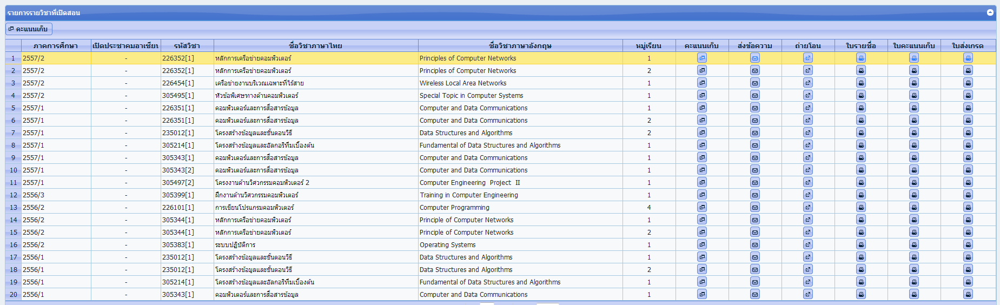 รายการรายวิชาที่เปิดสอน
คะแนนเก็บ
ภาคการศึกษา เปิดประชาคมอาเซียน รหัสวิชา ชื่อวิชาภาษาไทย ชื่อวิชาภาษาอังกฤษ หมู่เรียน คะแนนเก็บ ส่งข้อความ ถ่ายโอน ใบรายชื่อ ใบคะแนนเก็บ ใบส่งเกรด
1 2557/2 - 226352[1] หลักการเครือข่ายคอมพิวเตอร์ Principles of Computer Networks 1
2 2557/2 - 226352[1] หลักการเครือข่ายคอมพิวเตอร์ Principles of Computer Networks 2
3 2557/2 - 226454[1] เครือข่ายงานบริเวณเฉพาะที่ไร้สาย Wireless Local Area Networks 1
4 2557/2 - 305495[1] หัวข้อพิเศษทางด้านคอมพิวเตอร์ Special Topic in Computer Systems 1
5 2557/1 - 226351[1] คอมพิวเตอร์และการสื่อสารข้อมูล Computer and Data Communications 1
6 2557/1 - 226351[1] คอมพิวเตอร์และการสื่อสารข้อมูล Computer and Data Communications 2
7 2557/1 - 235012[1] โครงสร้างข้อมูลและขั้นตอนวิธี Data Structures and Algorithms 2
8 2557/1 - 305214[1] โครงสร้างข้อมูลและอัลกอริทึมเบื้องต้น Fundamental of Data Structures and Algorithms 1
9 2557/1 - 305343[1] คอมพิวเตอร์และการสื่อสารข้อมูล Computer and Data Communications 1
10 2557/1 - 305343[2] คอมพิวเตอร์และการสื่อสารข้อมูล Computer and Data Communications 1
11 2557/1 - 305497[2] โครงงานด้านวิศวกรรมคอมพิวเตอร์ 2 Computer Engineering Project II 1
12 2556/3 - 305399[1] ฝึกงานด้านวิศวกรรมคอมพิวเตอร์ Training in Computer Engineering 1
13 2556/2 - 226101[1] การเขียนโปรแกรมคอมพิวเตอร์ Computer Programming 4
14 2556/2 - 305344[1] หลักการเครือข่ายคอมพิวเตอร์ Principle of Computer Networks 1
15 2556/2 - 305344[1] หลักการเครือข่ายคอมพิวเตอร์ Principle of Computer Networks 2
16 2556/2 - 305383[1] ระบบปฏิบัติการ Operating Systems 1
17 2556/1 - 235012[1] โครงสร้างข้อมูลและขั้นตอนวิธี Data Structures and Algorithms 1
18 2556/1 - 235012[1] โครงสร้างข้อมูลและขั้นตอนวิธี Data Structures and Algorithms 2
19 2556/1 - 305214[1] โครงสร้างข้อมูลและอัลกอริทึมเบื้องต้น Fundamental of Data Structures and Algorithms 1
20 2556/1 - 305343[1] คอมพิวเตอร์และการสื่อสารข้อมูล Computer and Data Communications 1